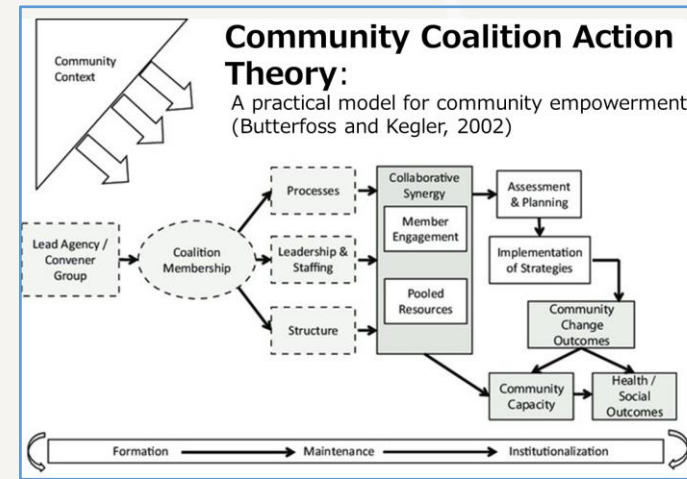 Community
Context
Community Coalition Action
Theory:
A practical model for community empowerment
(Butterfoss and Kegler, 2002)
Lead Agency /
Convener
Group
Coalition
Membership
Processes
Leadership &
Staffing
Structure
Collaborative
Synergy
Member
Engagement
Pooled
Resources
Assessment
& Planning
Implementation
of Strategies
Community
Change
Outcomes
Community
Capacity
Health /
Social
Outcomes
Formation
Maintenance
Institutionalization